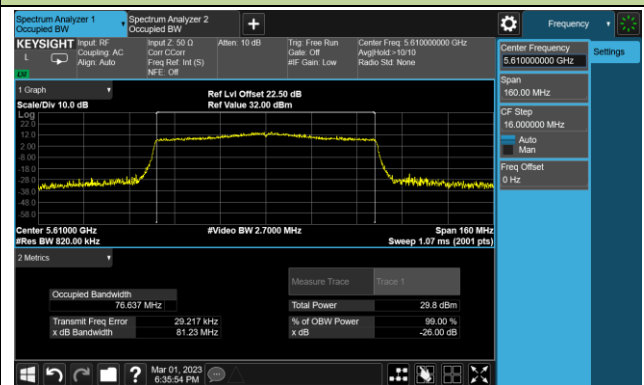 Spectrum Analyzer 1
Occupied BW
Spectrum Analyzer 2
Occupied BW
Frequency
KEYSIGHT
L
Input: RF
Coupling: AC
Align: Auto
Input Z: 50 Ω
Corr CCorr
Freq Ref: Int (S)
NFE: Off
Atten: 10 dB
Trig: Free Run
Gate: Off
#IF Gain: Low
Center Freq: 5.610000000 GHz
Avg|Hold:>10/10
Radio Std: None
Center Frequency
5.610000000 GHz
Settings
Span
160.00 MHz
CF Step
16.000000 MHz
Auto
Man
Freq Offset
0 Hz
1 Graph
Scale/Div 10.0 dB
Ref Lvl Offset 22.50 dB
Ref Value 32.00 dBm
Log
22.0
12.0
2.00
-8.00
-18.0
-28.0
-38.0
-48.0
-58.0
Center 5.61000 GHz
#Res BW 820.00 kHz
#Video BW 2.7000 MHz
Span 160 MHz
Sweep 1.07 ms (2001 pts)
2 Metrics
Measure Trace
Trace 1
Occupied Bandwidth
76.637 MHz
Total Power
29.8 dBm
Transmit Freq Error
29.217 kHz
% of OBW Power
99.00 %
x dB Bandwidth
81.23 MHz
x dB
-26.00 dB
?
Mar 01, 2023
6:35:54 PM